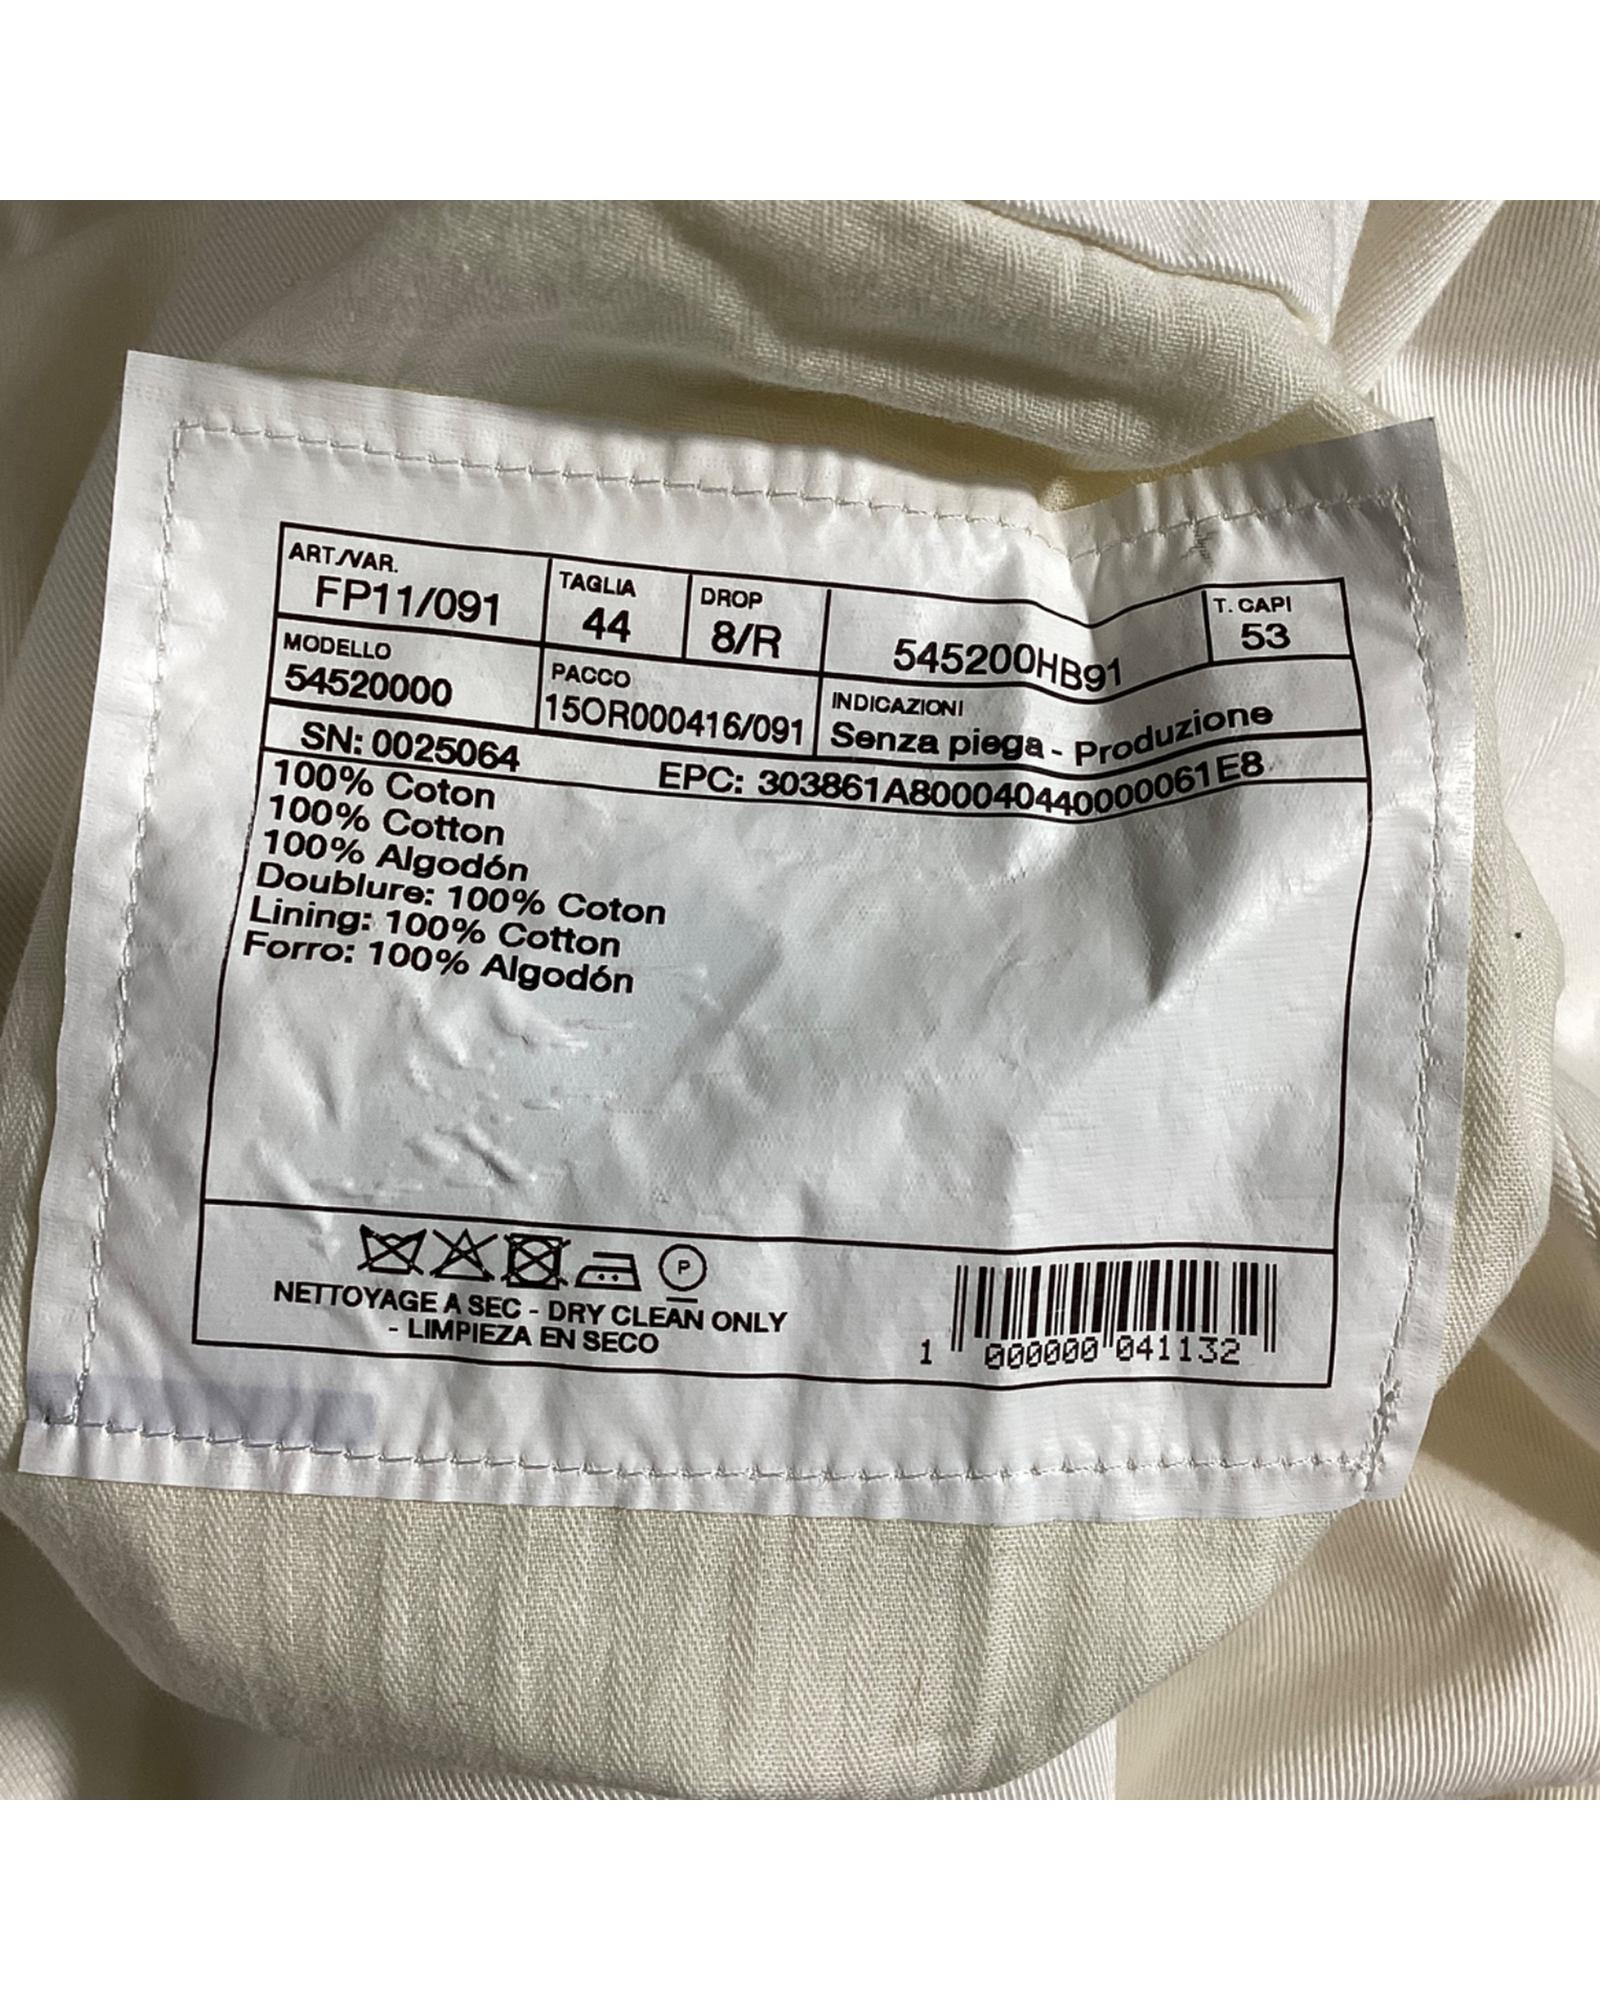 ART./VAR. TAGLIA DROP T. CAPI
FP11/091 44 8/R 545200HB91 53
MODELLO PACCO INDICAZIONI
54520000 15OR000416/091 Senza piega - Produzione
SN: 0025064 EPC: 303861A800040440000061E8
100% Coton
100% Cotton
100% Algodón
Doublure: 100% Coton
Lining: 100% Cotton
Forro: 100% Algodón
P
NETTOYAGE A SEC - DRY CLEAN ONLY
- LIMPIEZA EN SECO
1 000000 041132